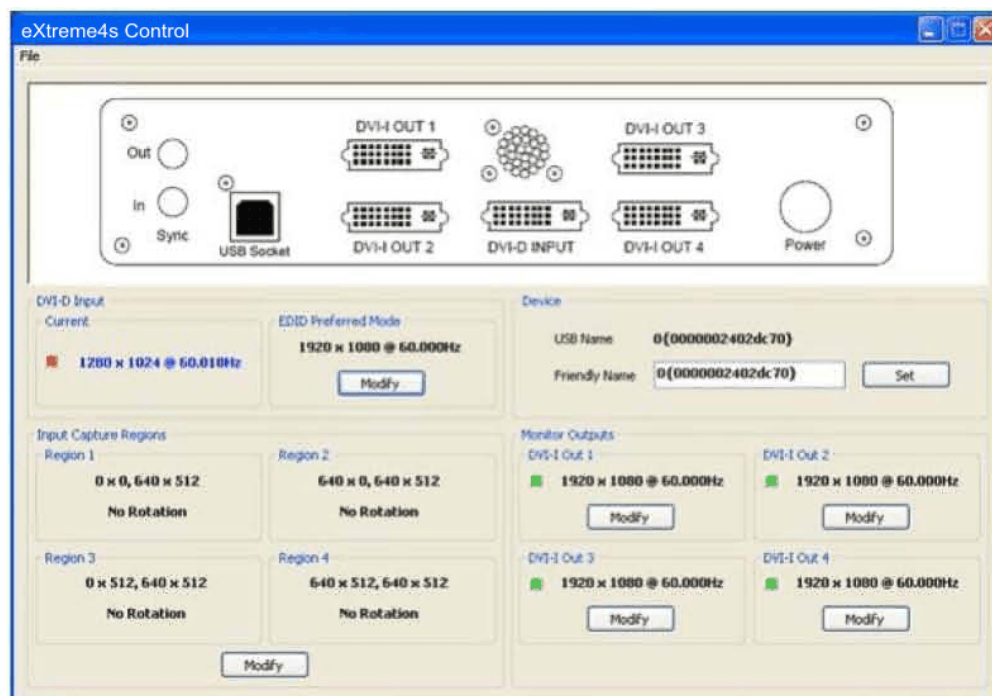 eXtreme4s Control
File
DVI-I OUT 1
DVI-I OUT 3
Out
In
Sync
USB Socket
DVI-I OUT 2
DVI-D INPUT
DVI-I OUT 4
Power
DVI-D Input
Current
1280 x 1024 @ 60.010Hz
EDID Preferred Mode
1920 x 1080 @ 60.000Hz
Modify
Device
USB Name 0{0000002402dc70}
Friendly Name 0{0000002402dc70} Set
Input Capture Regions
Region 1
0 x 0, 640 x 512
No Rotation
Region 2
640 x 0, 640 x 512
No Rotation
Region 3
0 x 512, 640 x 512
No Rotation
Region 4
640 x 512, 640 x 512
No Rotation
Modify
Monitor Outputs
DVI-I Out 1
1920 x 1080 @ 60.000Hz
Modify
DVI-I Out 2
1920 x 1080 @ 60.000Hz
Modify
DVI-I Out 3
1920 x 1080 @ 60.000Hz
Modify
DVI-I Out 4
1920 x 1080 @ 60.000Hz
Modify